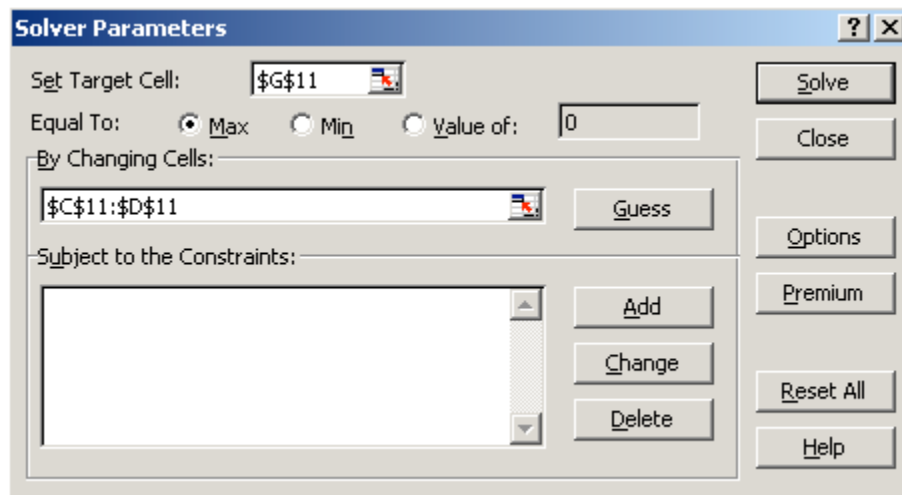 Solver Parameters
?
Set Target Cell: $G$11
Solve
Equal To: Max Min Value of: 0
Close
By Changing Cells:
$C$11:$D$11
Guess
Options
Subject to the Constraints:
Premium
Add
Change
Reset All
Delete
Help